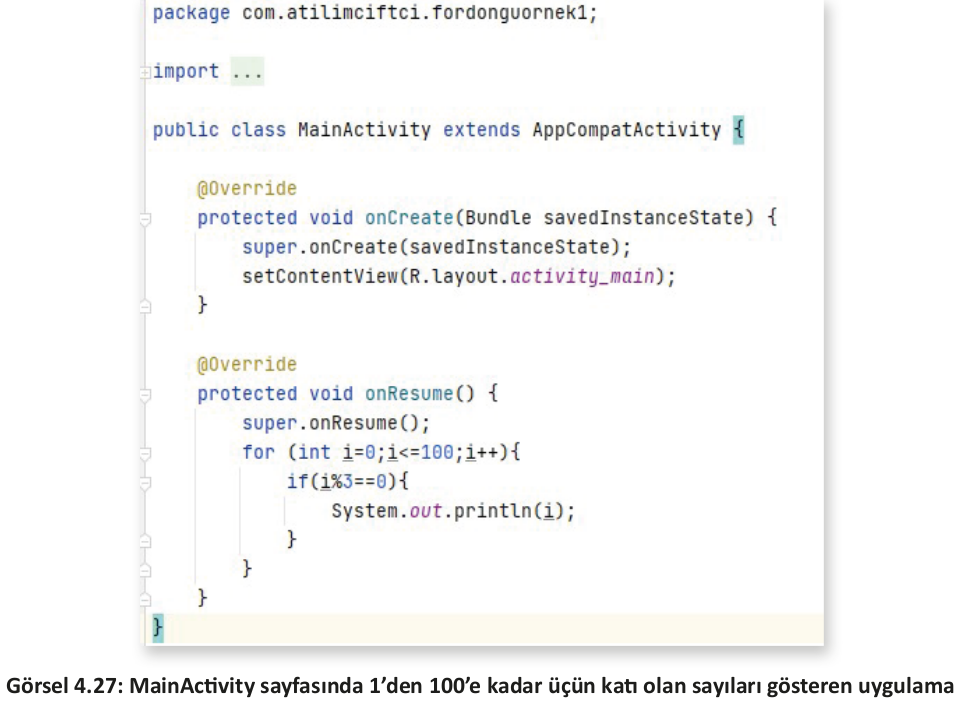 package com.atilimciftci.fordonguornek1;
import ...
public class MainActivity extends AppCompatActivity {
@Override
protected void onCreate(Bundle savedInstanceState) {
super.onCreate(savedInstanceState);
setContentView(R.layout.activity_main);
}
@Override
protected void onResume() {
super.onResume();
for (int i=0;i<=100;i++){
if(i%3==0){
System.out.println(i);
}
}
}
}
Görsel 4.27: MainActivity sayfasında 1’den 100’e kadar üçün katı olan sayıları gösteren uygulama